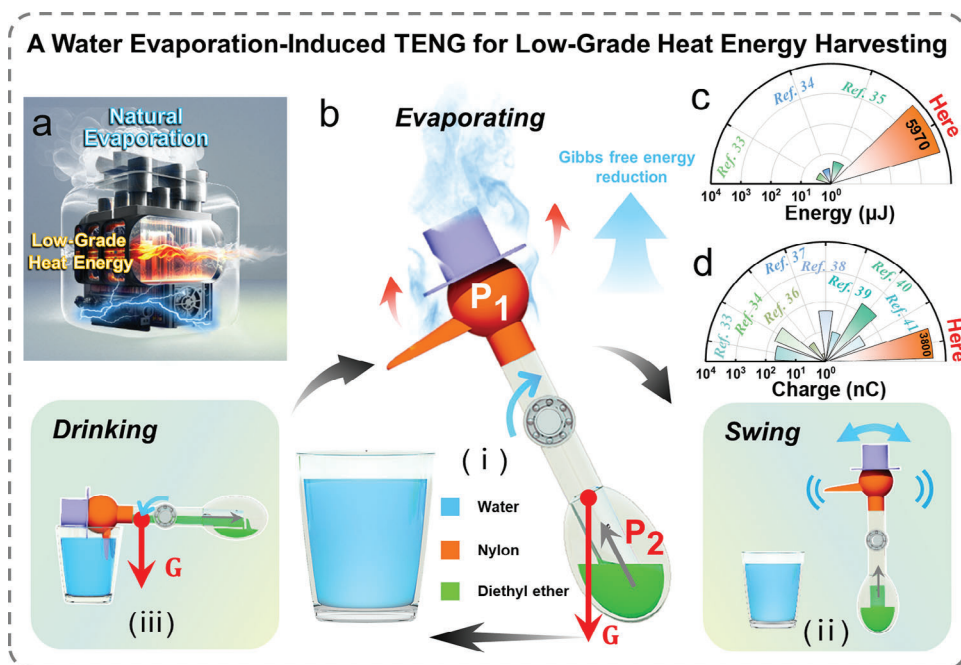 A Water Evaporation-Induced TENG for Low-Grade Heat Energy Harvesting
a
Natural
Evaporation
Low-Grade
Heat Energy
b
Evaporating
Gibbs free energy
reduction
P1
P2
G
(i)
Water
Nylon
Diethyl ether
c
Ref. 33
Ref. 34
Ref. 35
Here
5970
10⁴ 10³ 10² 10¹ 10⁰
Energy (μJ)
d
Ref. 33
Ref. 34
Ref. 36
Ref. 37
Ref. 38
Ref. 39
Ref. 40
Ref. 41
Here
3800
10⁴ 10³ 10² 10¹ 10⁰
Charge (nC)
Swing
(ii)
Drinking
G
(iii)